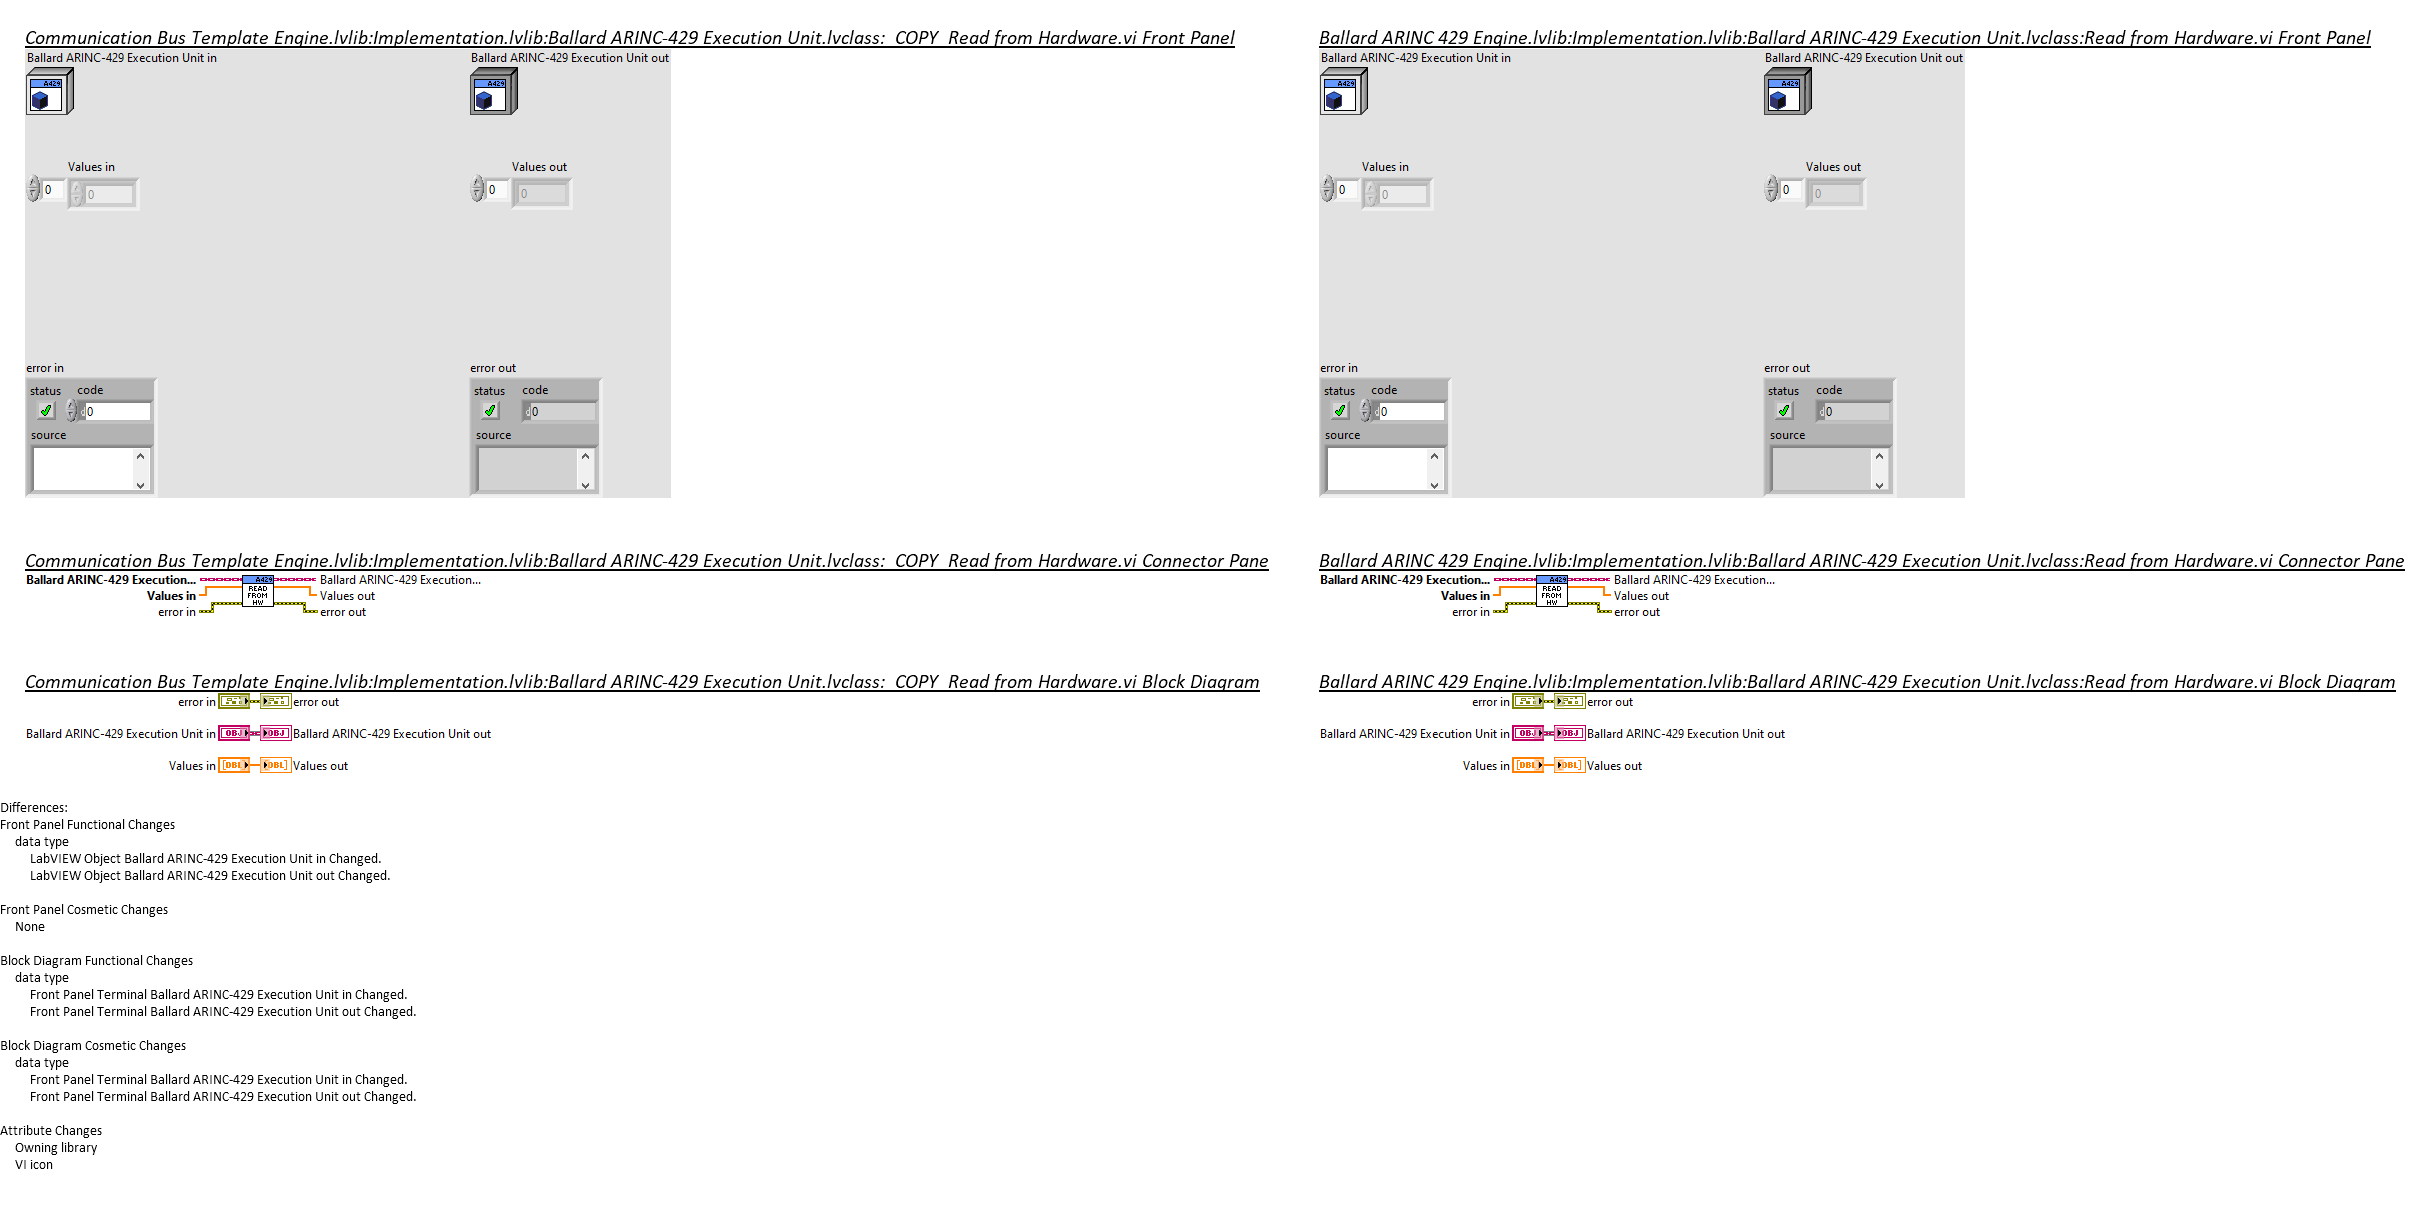 Communication Bus Template Engine.lvlib:Implementation.lvlib:Ballard ARINC-429 Execution Unit.lvclass:  COPY  Read from Hardware.vi Front Panel
Ballard ARINC-429 Execution Unit in
Ballard ARINC-429 Execution Unit out
A429
A429
Values in
Values out
0
0
0
0
error in
error out
status
code
status
code
d0
d0
source
source
Ballard ARINC 429 Engine.lvlib:Implementation.lvlib:Ballard ARINC-429 Execution Unit.lvclass:Read from Hardware.vi Front Panel
Ballard ARINC-429 Execution Unit in
Ballard ARINC-429 Execution Unit out
A429
A429
Values in
Values out
0
0
0
0
error in
error out
status
code
status
code
d0
d0
source
source
Communication Bus Template Engine.lvlib:Implementation.lvlib:Ballard ARINC-429 Execution Unit.lvclass:  COPY  Read from Hardware.vi Connector Pane
Ballard ARINC-429 Execution...
A429
Ballard ARINC-429 Execution...
READ
Values in
FROM
Values out
HW
error in
error out
Ballard ARINC 429 Engine.lvlib:Implementation.lvlib:Ballard ARINC-429 Execution Unit.lvclass:Read from Hardware.vi Connector Pane
Ballard ARINC-429 Execution...
A429
Ballard ARINC-429 Execution...
READ
Values in
FROM
Values out
HW
error in
error out
Communication Bus Template Engine.lvlib:Implementation.lvlib:Ballard ARINC-429 Execution Unit.lvclass:  COPY  Read from Hardware.vi Block Diagram
error in
error out
Ballard ARINC-429 Execution Unit in
OBJ
OBJ
Ballard ARINC-429 Execution Unit out
Values in
[DBL]
[DBL]
Values out
Ballard ARINC 429 Engine.lvlib:Implementation.lvlib:Ballard ARINC-429 Execution Unit.lvclass:Read from Hardware.vi Block Diagram
error in
error out
Ballard ARINC-429 Execution Unit in
OBJ
OBJ
Ballard ARINC-429 Execution Unit out
Values in
[DBL]
[DBL]
Values out
Differences:
Front Panel Functional Changes
data type
LabVIEW Object Ballard ARINC-429 Execution Unit in Changed.
LabVIEW Object Ballard ARINC-429 Execution Unit out Changed.
Front Panel Cosmetic Changes
None
Block Diagram Functional Changes
data type
Front Panel Terminal Ballard ARINC-429 Execution Unit in Changed.
Front Panel Terminal Ballard ARINC-429 Execution Unit out Changed.
Block Diagram Cosmetic Changes
data type
Front Panel Terminal Ballard ARINC-429 Execution Unit in Changed.
Front Panel Terminal Ballard ARINC-429 Execution Unit out Changed.
Attribute Changes
Owning library
VI icon